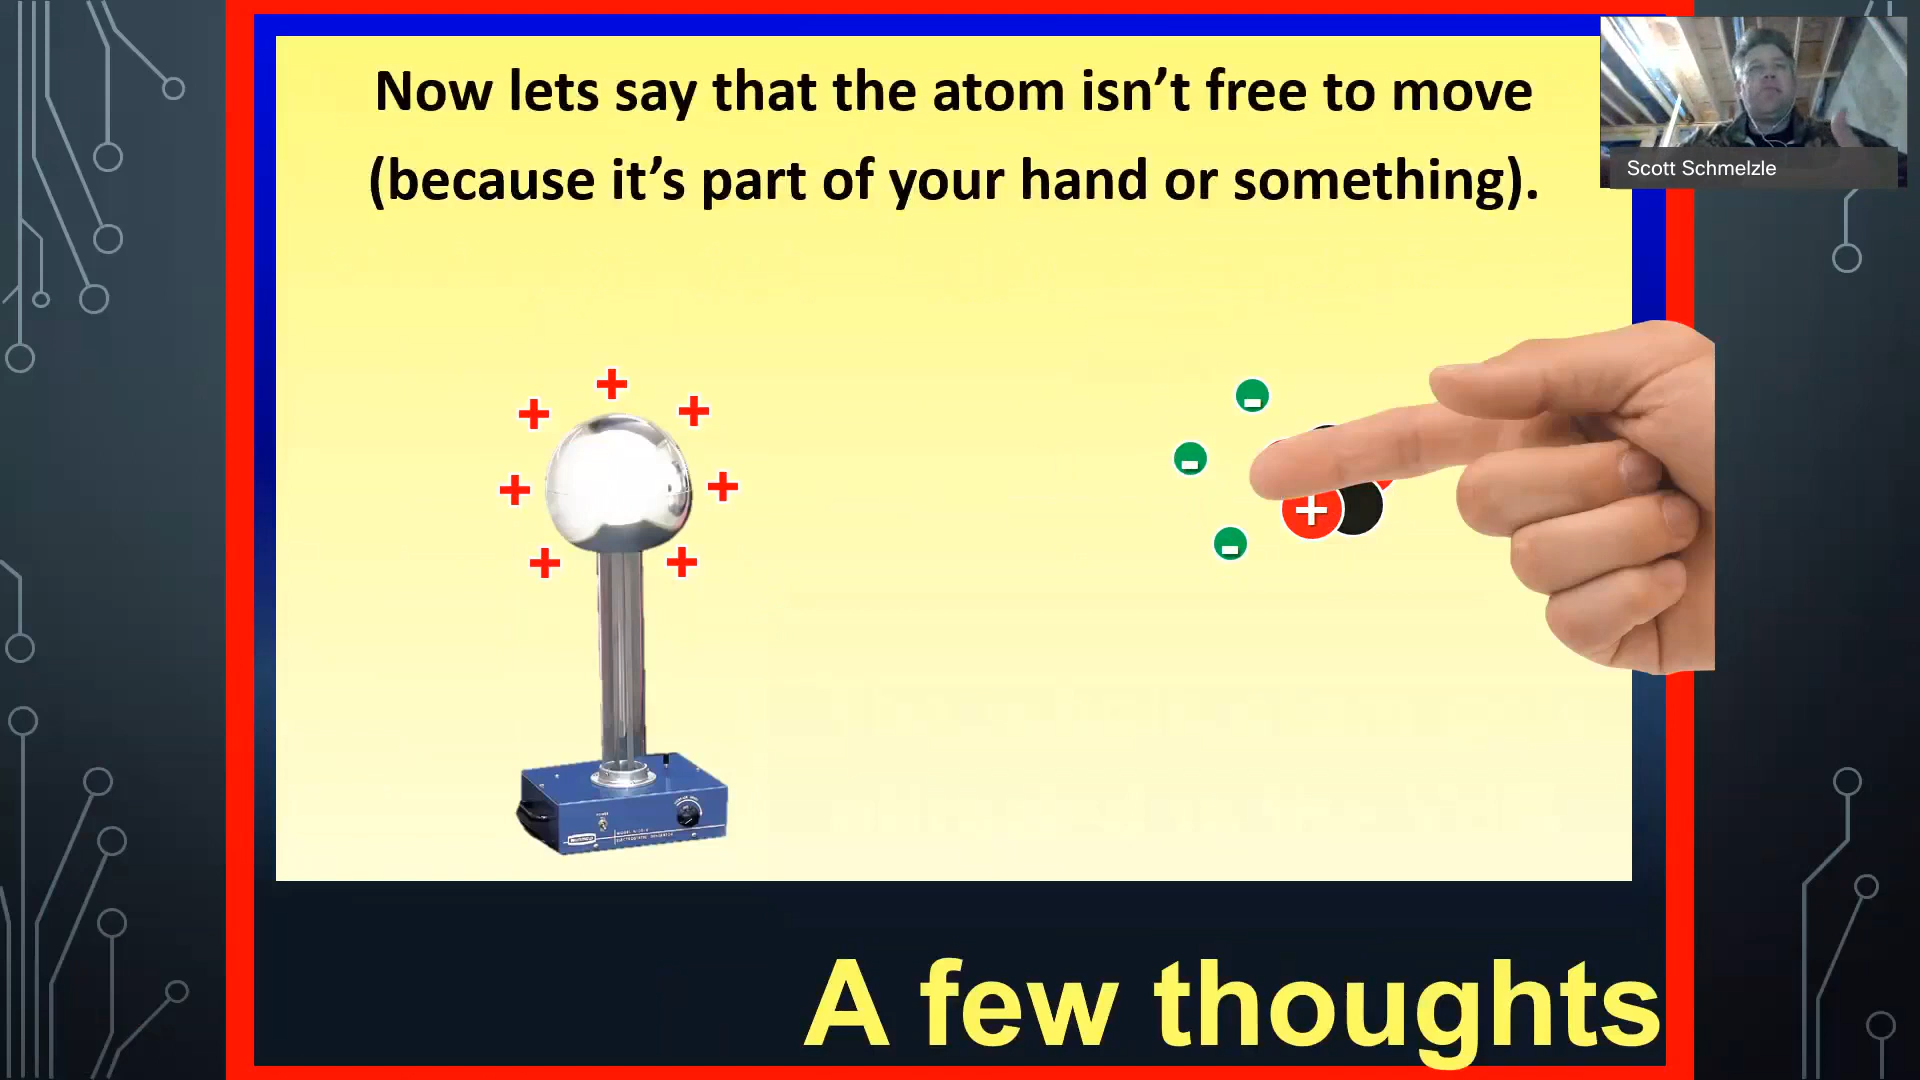 Now lets say that the atom isn’t free to move
(because it’s part of your hand or something).
Scott Schmelzle
A few thoughts